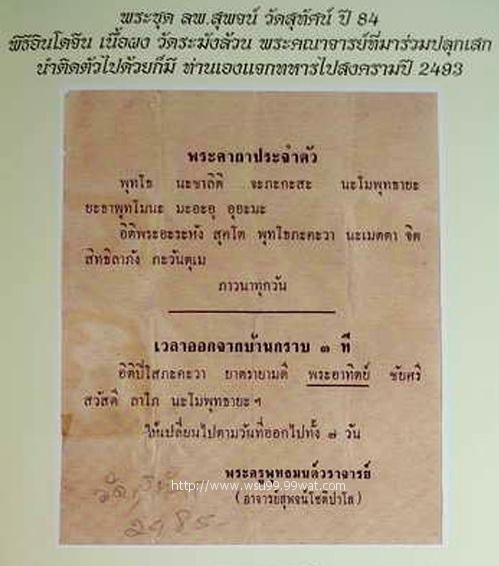 พระชุด ลพ.สุพจน์ วัดสุทัศน์ ปี 84
พิธีอินโดจีน เนื้อผง วัดระฆังล้วน พระคณาจารย์ที่มาร่วมปลุกเสก
นำติดตัวไปด้วยก็มี ท่านเองแจกทหารไปสงครามปี 2493
พระคาถาประจำตัว
พุทโธ นะชาลิติ จะภะกะสะ นะโมพุทธายะ
ยะธาพุทโมนะ มะอะอุ อุอะมะ
อิติพระอะระหัง สุคโต พุทโธภะคะวา นะเมตตา จิต
สิทธิลาภัง ภะวันตุเม
ภาวนาทุกวัน
เวลาออกจากบ้านกราบ ๓ ที
อิติปิโสภะคะวา ยาตรายามดี พระอาทิตย์ ชัยศรี
สวัสดี ลาโภ นะโมพุทธายะฯ
ให้เปลี่ยนไปตามวันที่ออกไปทั้ง ๗ วัน
พระครูพุทธมนต์วราจารย์
http://www.wsu99.99wat.com
(อาจารย์สุพจน์โชติปาโล)
2485